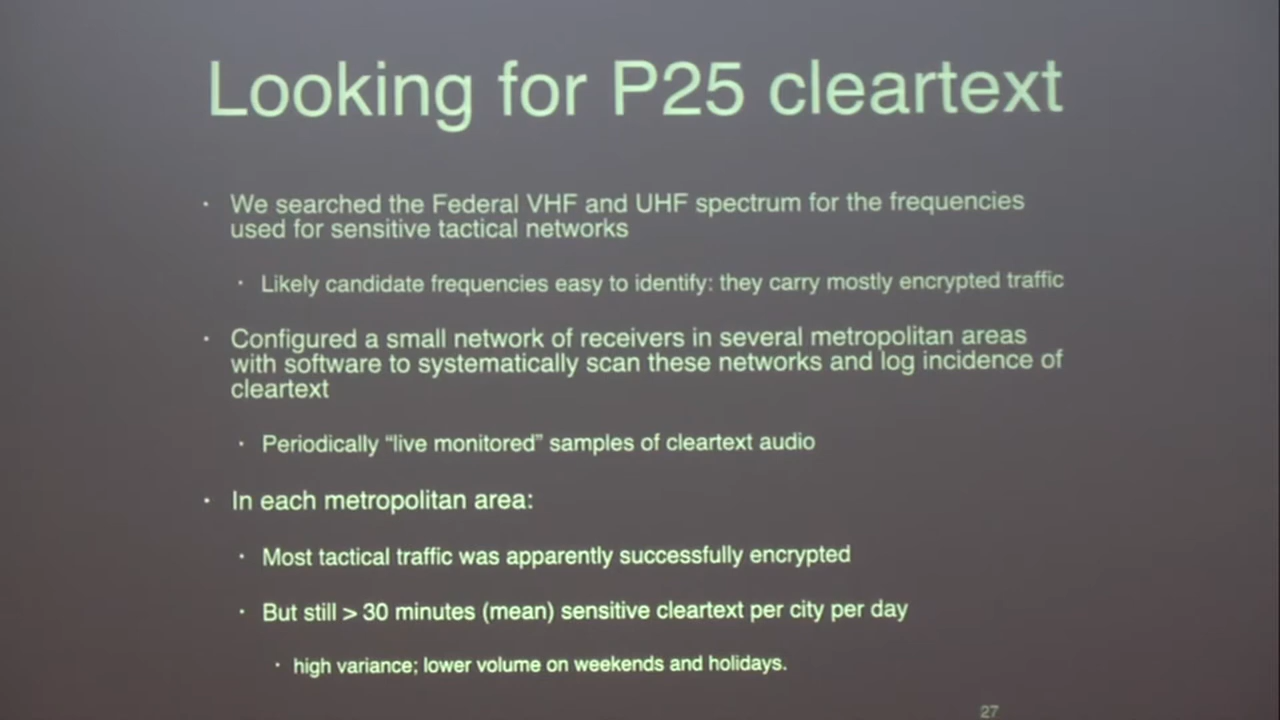 Looking for P25 cleartext
· We searched the Federal VHF and UHF spectrum for the frequencies
used for sensitive tactical networks
· Likely candidate frequencies easy to identify: they carry mostly encrypted traffic
· Configured a small network of receivers in several metropolitan areas
with software to systematically scan these networks and log incidence of
cleartext
· Periodically “live monitored” samples of cleartext audio
· In each metropolitan area:
· Most tactical traffic was apparently successfully encrypted
· But still > 30 minutes (mean) sensitive cleartext per city per day
· high variance; lower volume on weekends and holidays.
27